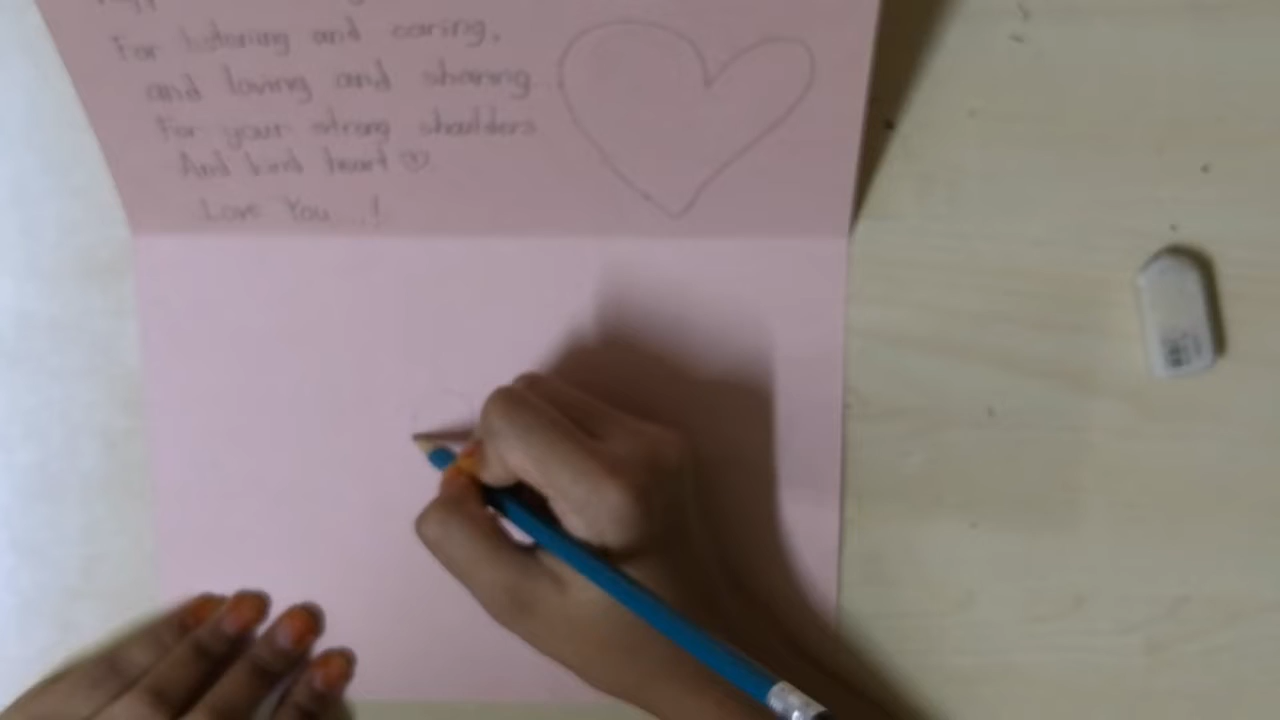 For listening and caring,
and loving and sharing
For your strong shoulders
And kind heart
Love You !